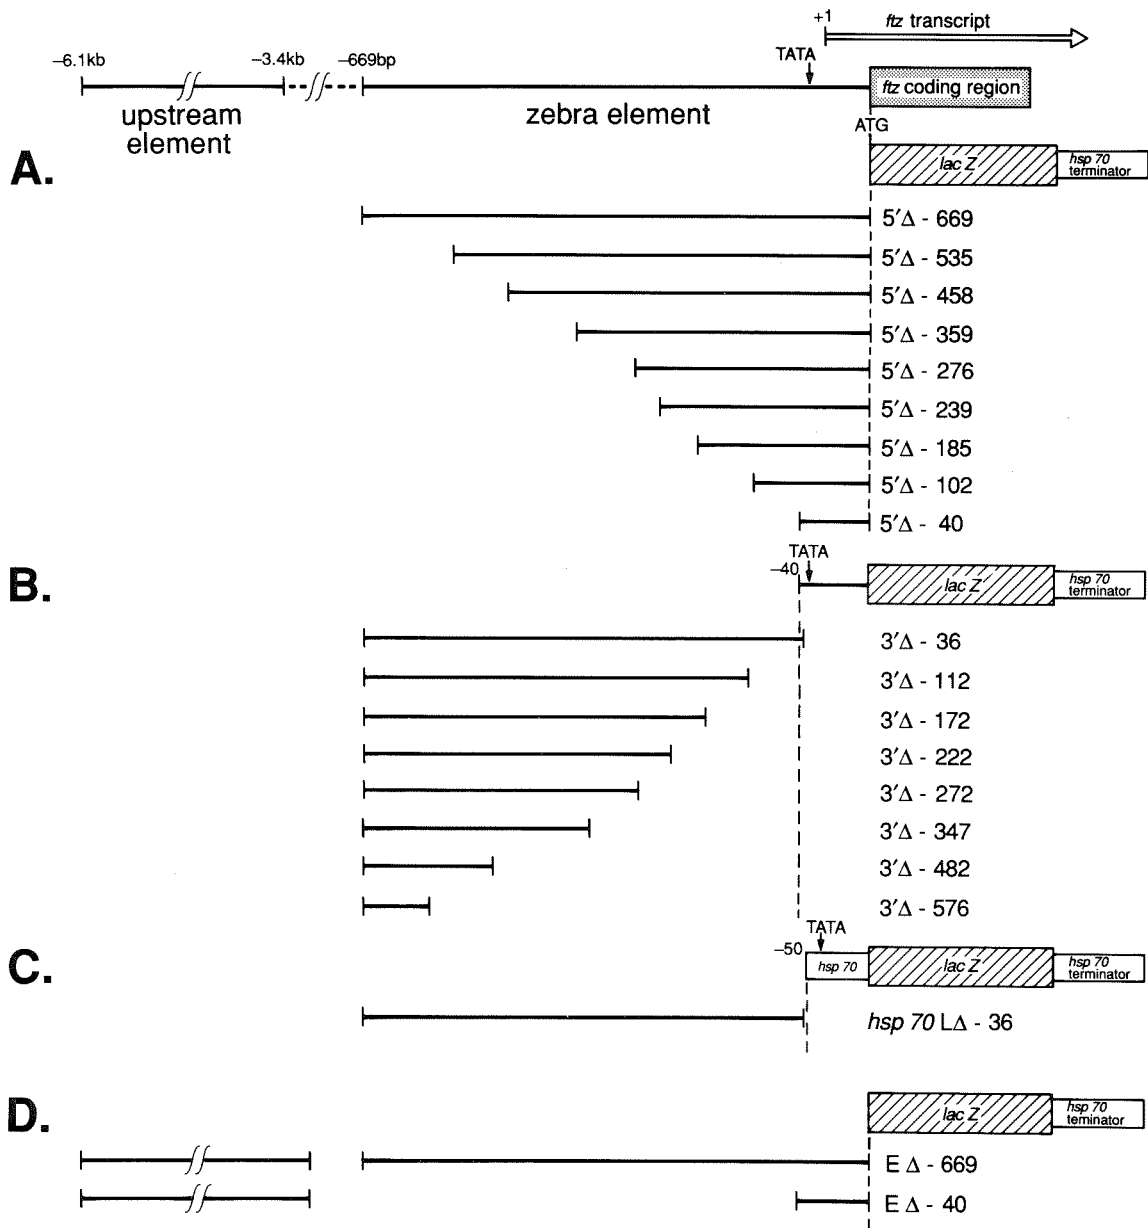 +1
ftz transcript
−6.1kb
−3.4kb
−669bp
TATA
upstream
element
zebra element
ftz coding region
ATG
A.
lac Z
hsp 70
terminator
5′Δ - 669
5′Δ - 535
5′Δ - 458
5′Δ - 359
5′Δ - 276
5′Δ - 239
5′Δ - 185
5′Δ - 102
5′Δ - 40
B.
−40
TATA
lac Z
hsp 70
terminator
3′Δ - 36
3′Δ - 112
3′Δ - 172
3′Δ - 222
3′Δ - 272
3′Δ - 347
3′Δ - 482
3′Δ - 576
C.
−50
TATA
hsp 70
lac Z
hsp 70
terminator
hsp 70 LΔ - 36
D.
lac Z
hsp 70
teminator
E Δ - 669
E Δ - 40